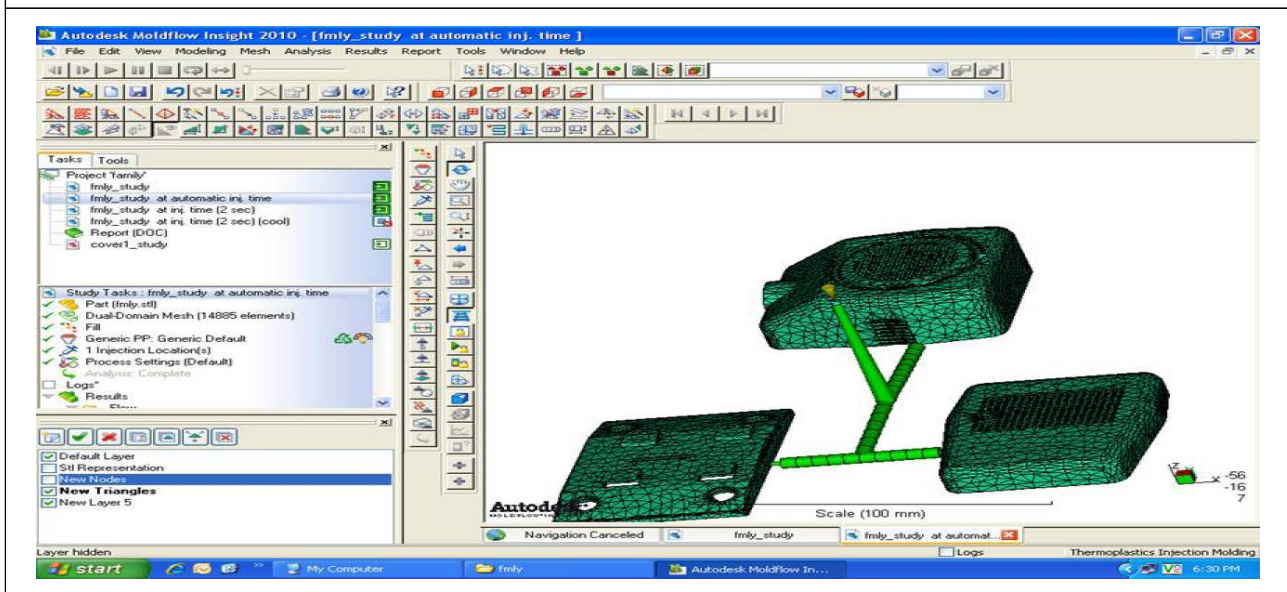 Autodesk Moldflow Insight 2010 - [fmly_study at automatic inj. time ]
File Edit View Modeling Mesh Analysis Results Report Tools Window Help
Tasks Tools
Project 'family'
fmly_study
fmly_study at automatic inj. time
fmly_study at inj. time (2 sec)
fmly_study at inj. time (2 sec) (cool)
Report (DOC)
cover1_study
Study Tasks : fmly_study at automatic inj. time
Part (fmly.stl)
Dual-Domain Mesh (14885 elements)
Fill
Generic PP: Generic Default
1 Injection Location(s)
Process Settings (Default)
Analysis: Complete
Logs*
Results
Flow
Default Layer
Stl Representation
New Nodes
New Triangles
New Layer 5
Z
x -56
-16
7
Autodesk
Scale (100 mm)
Navigation Canceled fmly_study fmly_study at automat...
Layer hidden Logs Thermoplastics Injection Molding
start My Computer fmly Autodesk Moldflow In... 6:30 PM